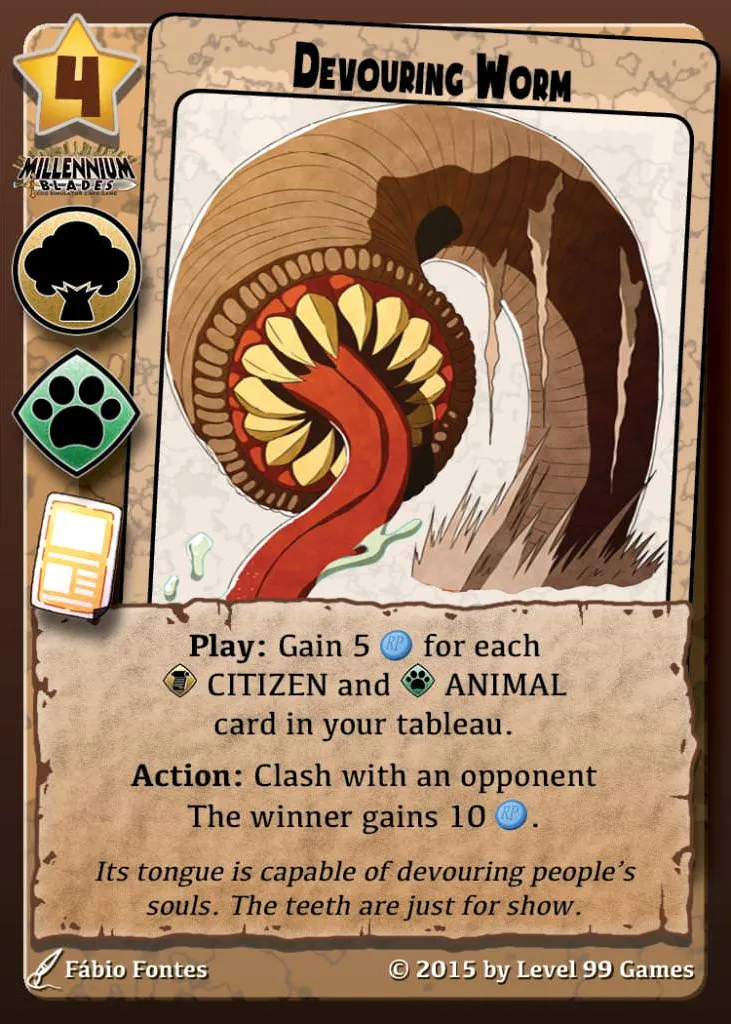 4
DEVOURING WORM
MILLENNIUM
BLADES
Play: Gain 5 RP for each
CITIZEN and ANIMAL
card in your tableau.
Action: Clash with an opponent
The winner gains 10 RP.
Its tongue is capable of devouring people's
souls. The teeth are just for show.
Fábio Fontes
© 2015 by Level 99 Games